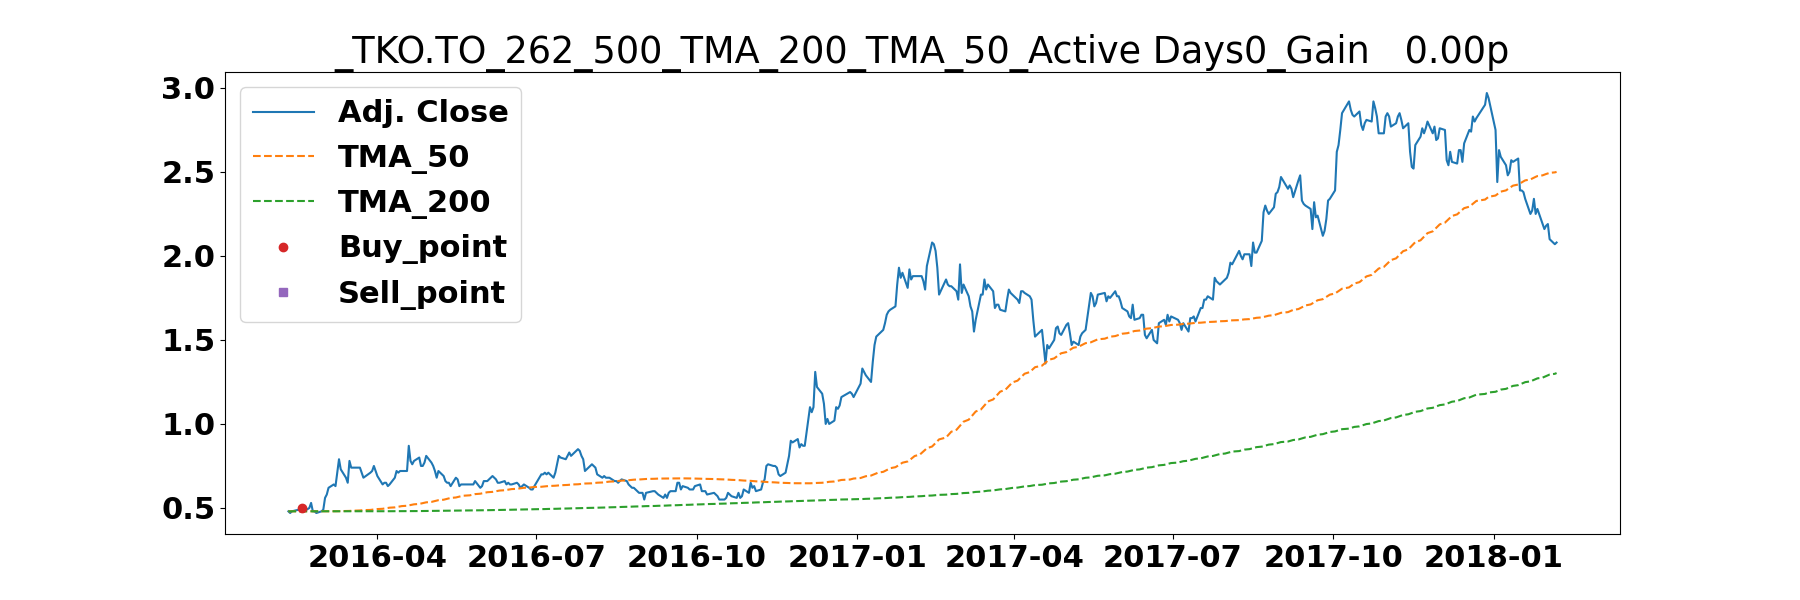 _TKO.TO_262_500_TMA_200_TMA_50_Active Days0_Gain   0.00p
3.0
2.5
2.0
1.5
1.0
0.5
Adj. Close
TMA_50
TMA_200
Buy_point
Sell_point
2016-04 2016-07 2016-10 2017-01 2017-04 2017-07 2017-10 2018-01